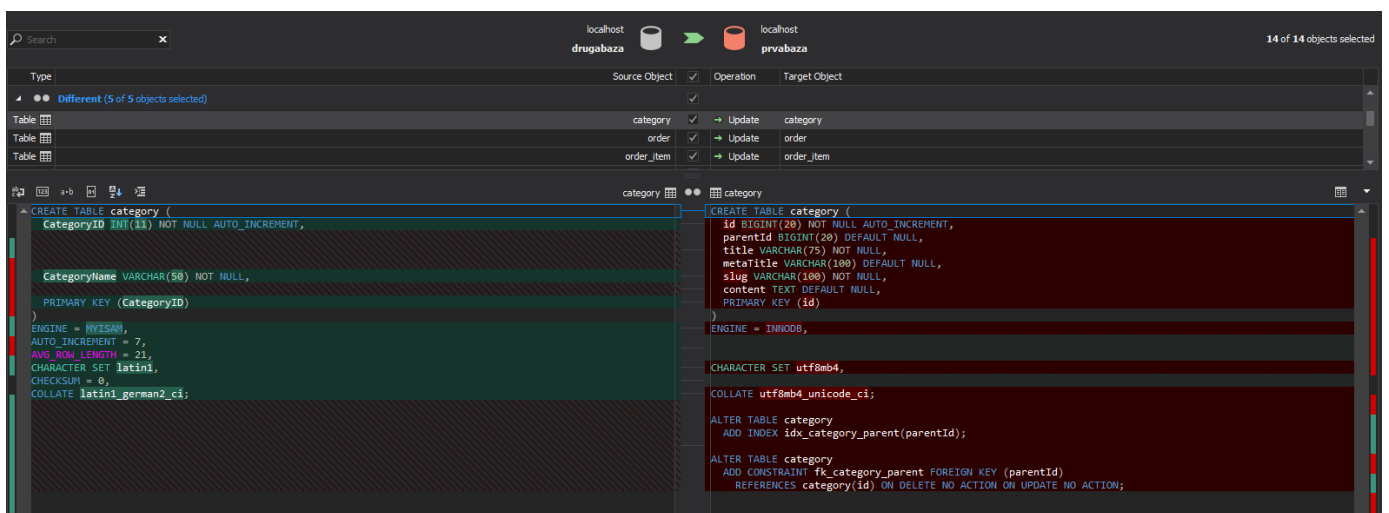 localhost
drugabaza
localhost
prvabaza
Search
14 of 14 objects selected
Type Source Object Operation Target Object
Different (5 of 5 objects selected)
Table category Update category
Table order Update order
Table order_item Update order_item
category category
CREATE TABLE category (
CategoryID INT(11) NOT NULL AUTO_INCREMENT,
CategoryName VARCHAR(50) NOT NULL,
PRIMARY KEY (CategoryID)
)
ENGINE = MYISAM,
AUTO_INCREMENT = 7,
AVG_ROW_LENGTH = 21,
CHARACTER SET latin1,
CHECKSUM = 0,
COLLATE latin1_german2_ci;
CREATE TABLE category (
id BIGINT(20) NOT NULL AUTO_INCREMENT,
parentId BIGINT(20) DEFAULT NULL,
title VARCHAR(75) NOT NULL,
metaTitle VARCHAR(100) DEFAULT NULL,
slug VARCHAR(100) NOT NULL,
content TEXT DEFAULT NULL,
PRIMARY KEY (id)
)
ENGINE = INNODB,
CHARACTER SET utf8mb4,
COLLATE utf8mb4_unicode_ci;
ALTER TABLE category
ADD INDEX idx_category_parent(parentId);
ALTER TABLE category
ADD CONSTRAINT fk_category_parent FOREIGN KEY (parentId)
REFERENCES category(id) ON DELETE NO ACTION ON UPDATE NO ACTION;